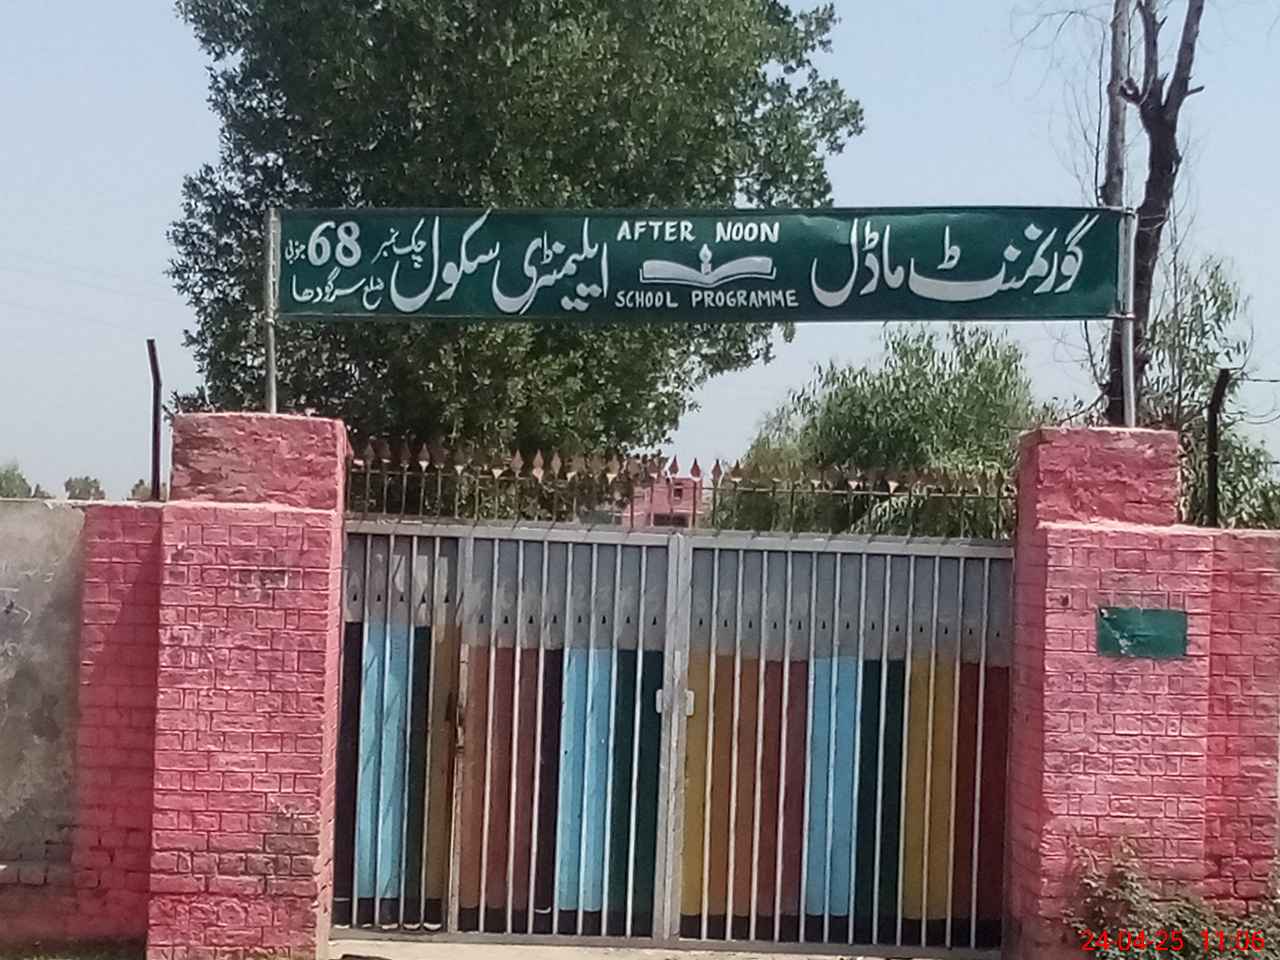 گورنمنٹ ماڈل
AFTER NOON
SCHOOL PROGRAMME
ایلیمنٹری سکول
چک نمبر 68 جنوبی
ضلع سرگودھا
24-04-25 11:06